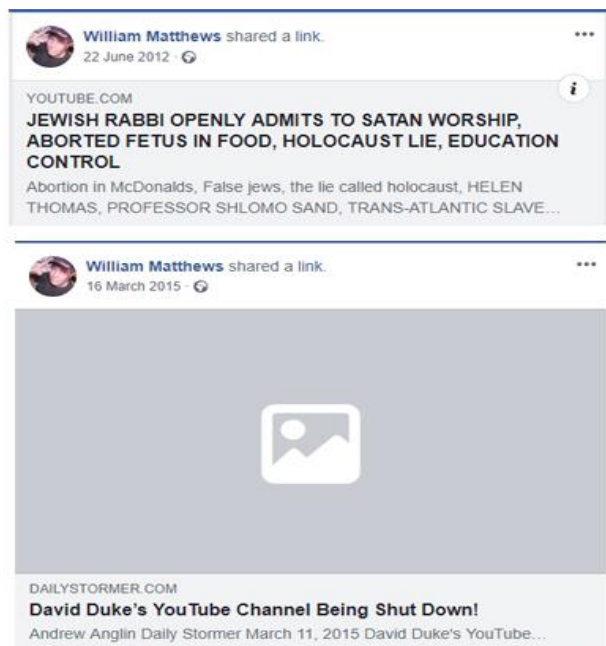 William Matthews shared a link.
22 June 2012 ·
YOUTUBE.COM
JEWISH RABBI OPENLY ADMITS TO SATAN WORSHIP,
ABORTED FETUS IN FOOD, HOLOCAUST LIE, EDUCATION
CONTROL
Abortion in McDonalds, False jews, the lie called holocaust, HELEN
THOMAS, PROFESSOR SHLOMO SAND, TRANS-ATLANTIC SLAVE...
William Matthews shared a link.
16 March 2015 ·
DAILYSTORMER.COM
David Duke's YouTube Channel Being Shut Down!
Andrew Anglin Daily Stormer March 11, 2015 David Duke's YouTube...